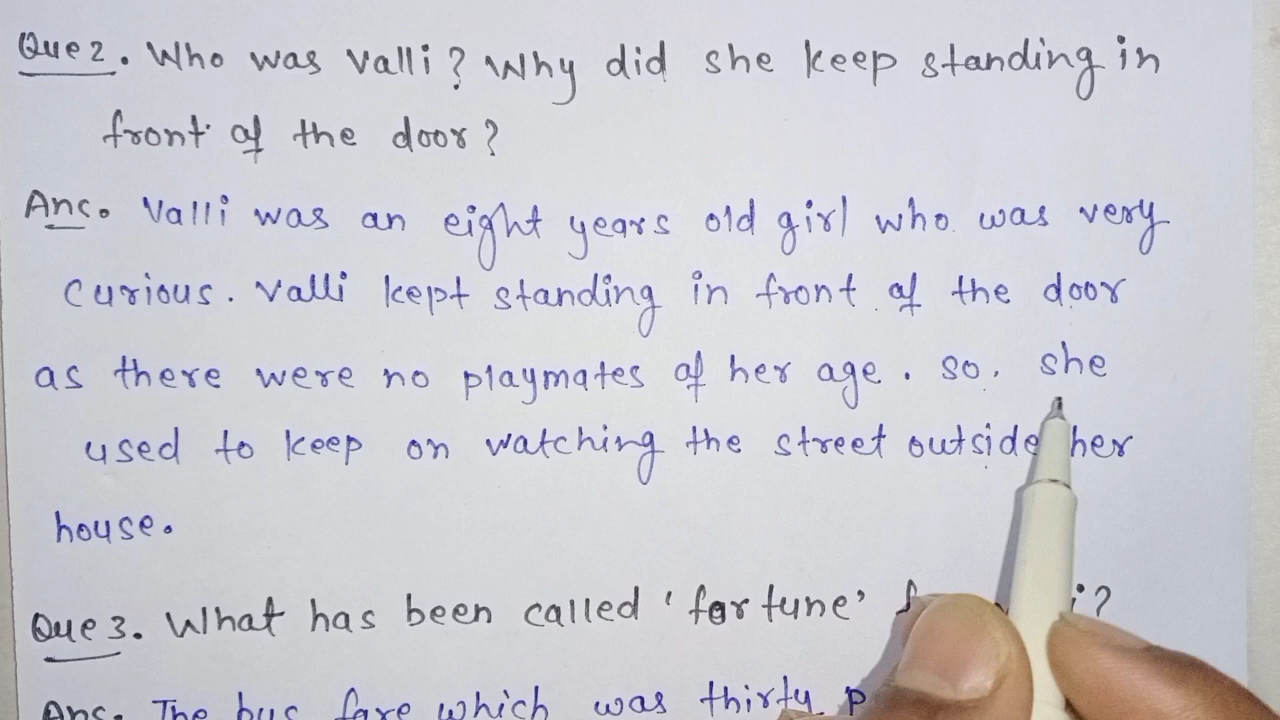 Que 2. Who was Valli? Why did she keep standing in
front of the door?
Ans. Valli was an eight years old girl who was very
curious. Valli kept standing in front of the door
as there were no playmates of her age. so, she
used to keep on watching the street outside her
house.
Que 3. What has been called 'fortune'
Ans. The bus fare which was thirty